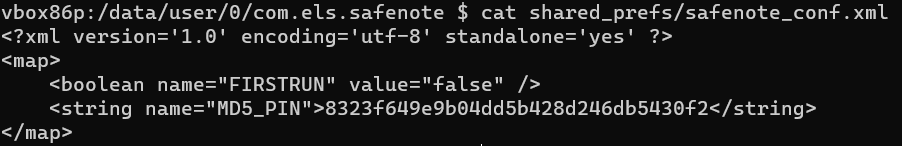 vbox86p:/data/user/0/com.els.safenote $ cat shared_prefs/safenote_conf.xml
<?xml version='1.0' encoding='utf-8' standalone='yes' ?>
<map>
    <boolean name="FIRSTRUN" value="false" />
    <string name="MD5_PIN">8323f649e9b04dd5b428d246db5430f2</string>
</map>